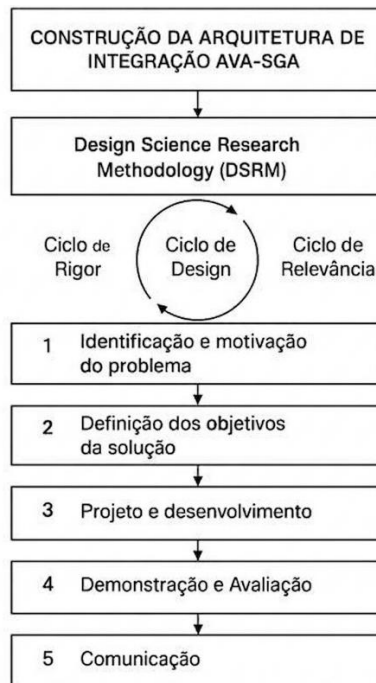 CONSTRUÇÃO DA ARQUITETURA DE
INTEGRAÇÃO AVA-SGA
Design Science Research
Methodology (DSRM)
Ciclo de
Rigor
Ciclo de
Design
Ciclo de
Relevância
1 Identificação e motivação
do problema
2 Definição dos objetivos
da solução
3 Projeto e desenvolvimento
4 Demonstração e Avaliação
5 Comunicação